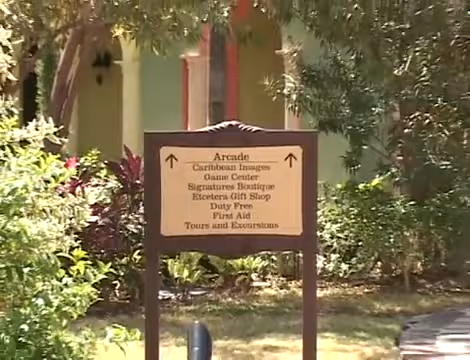 Arcade
Caribbean Images
Game Center
Signatures Boutique
Etcetera Gift Shop
Duty Free
First Aid
Tours and Excursions